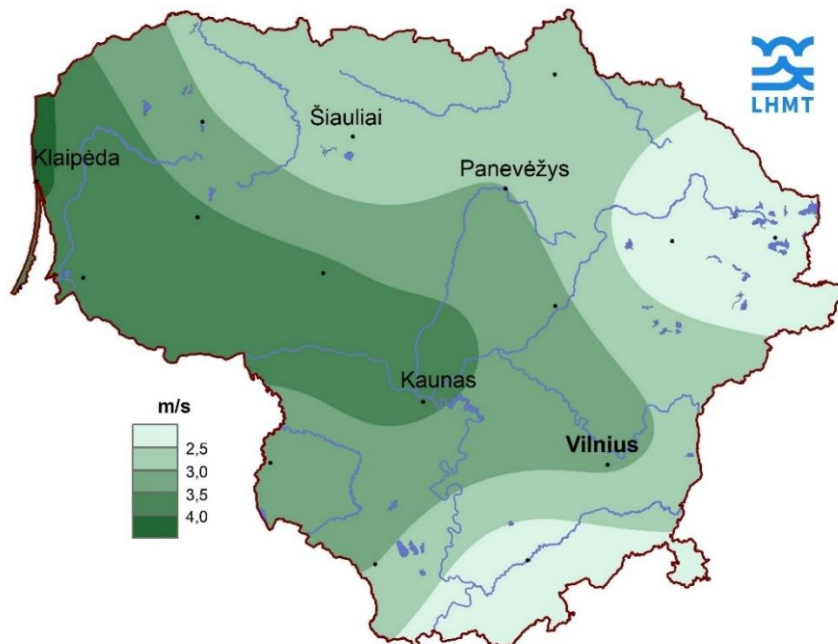 LHMT
Šiauliai
Klaipėda
Panevėžys
Kaunas
Vilnius
m/s
2,5
3,0
3,5
4,0